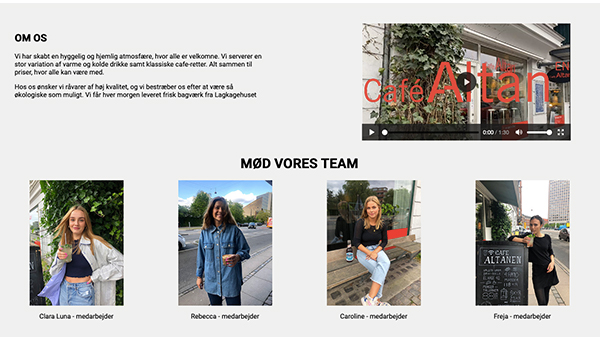 OM OS
Vi har skabt en hyggelig og hjemlig atmosfære, hvor alle er velkomne. Vi serverer en
stor variation af varme og kolde drikke samt klassiske cafe-retter. Alt sammen til
priser, hvor alle kan være med.
Hos os ønsker vi råvarer af høj kvalitet, og vi bestræber os efter at være så
økologiske som muligt. Vi får hver morgen leveret frisk bagværk fra Lagkagehuset
Café Altan
EN
0:00 / 1:30
MØD VORES TEAM
CAFE
ALTANEN
Clara Luna - medarbejder
Rebecca - medarbejder
Caroline - medarbejder
Freja - medarbejder